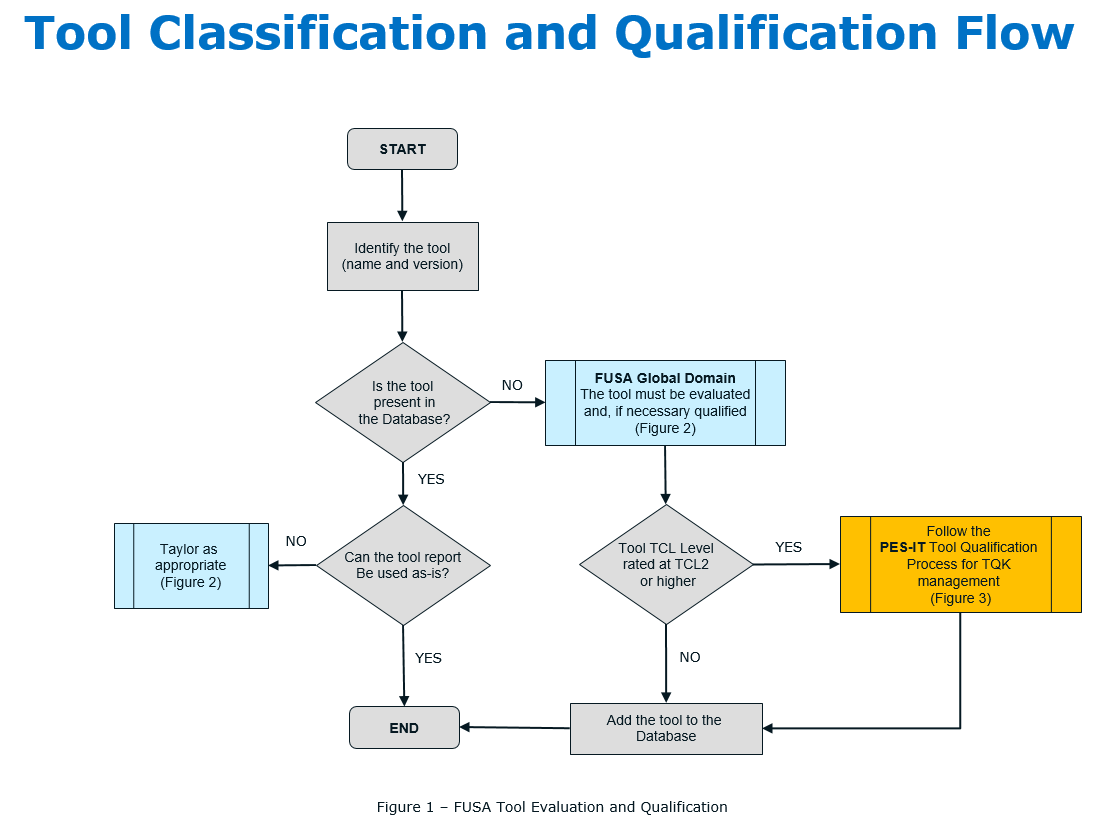 Tool Classification and Qualification Flow
START
Identify the tool
(name and version)
Is the tool
present in
the Database?
NO
FUSA Global Domain
The tool must be evaluated
and, if necessary qualified
(Figure 2)
YES
Taylor as
appropriate
(Figure 2)
NO
Can the tool report
Be used as-is?
Tool TCL Level
rated at TCL2
or higher
YES
Follow the
PES-IT Tool Qualification
Process for TQK
management
(Figure 3)
YES
NO
END
Add the tool to the
Database
Figure 1 – FUSA Tool Evaluation and Qualification